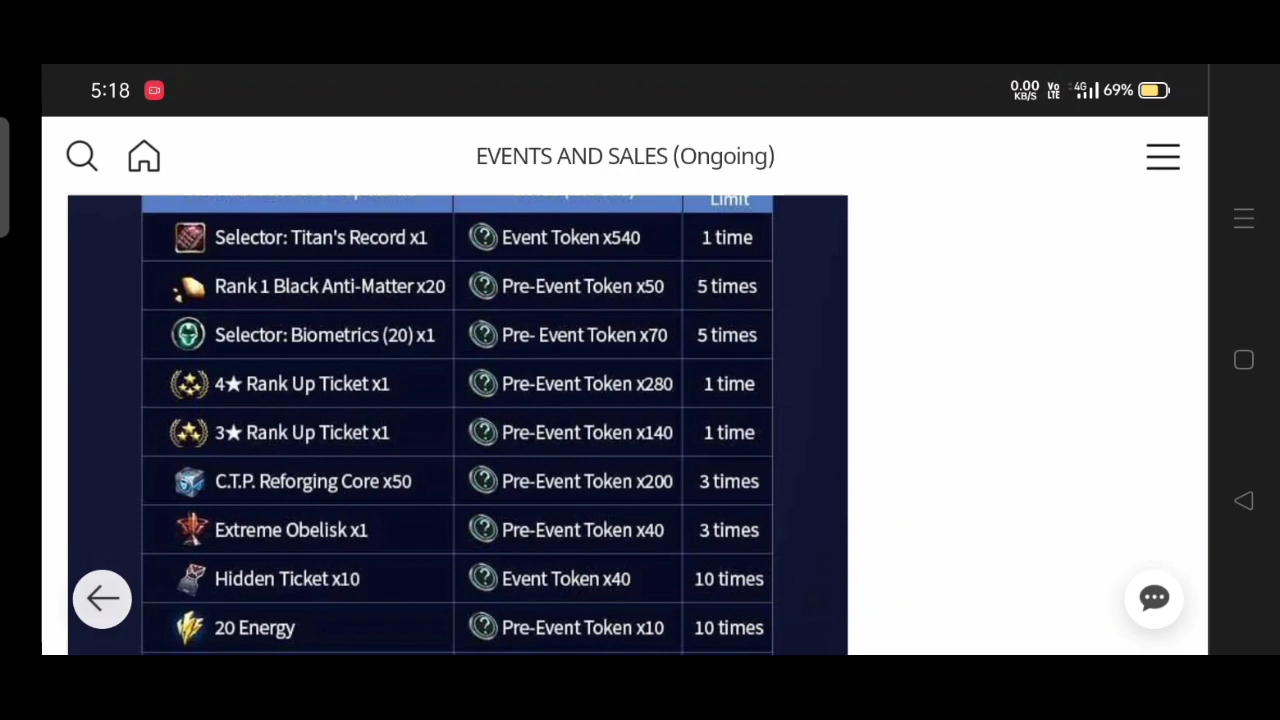 5:18 0.00 KB/S Vo LTE 4G 69%
EVENTS AND SALES (Ongoing)
Limit
Selector: Titan's Record x1 Event Token x540 1 time
Rank 1 Black Anti-Matter x20 Pre-Event Token x50 5 times
Selector: Biometrics (20) x1 Pre- Event Token x70 5 times
4★ Rank Up Ticket x1 Pre-Event Token x280 1 time
3★ Rank Up Ticket x1 Pre-Event Token x140 1 time
C.T.P. Reforging Core x50 Pre-Event Token x200 3 times
Extreme Obelisk x1 Pre-Event Token x40 3 times
Hidden Ticket x10 Event Token x40 10 times
20 Energy Pre-Event Token x10 10 times